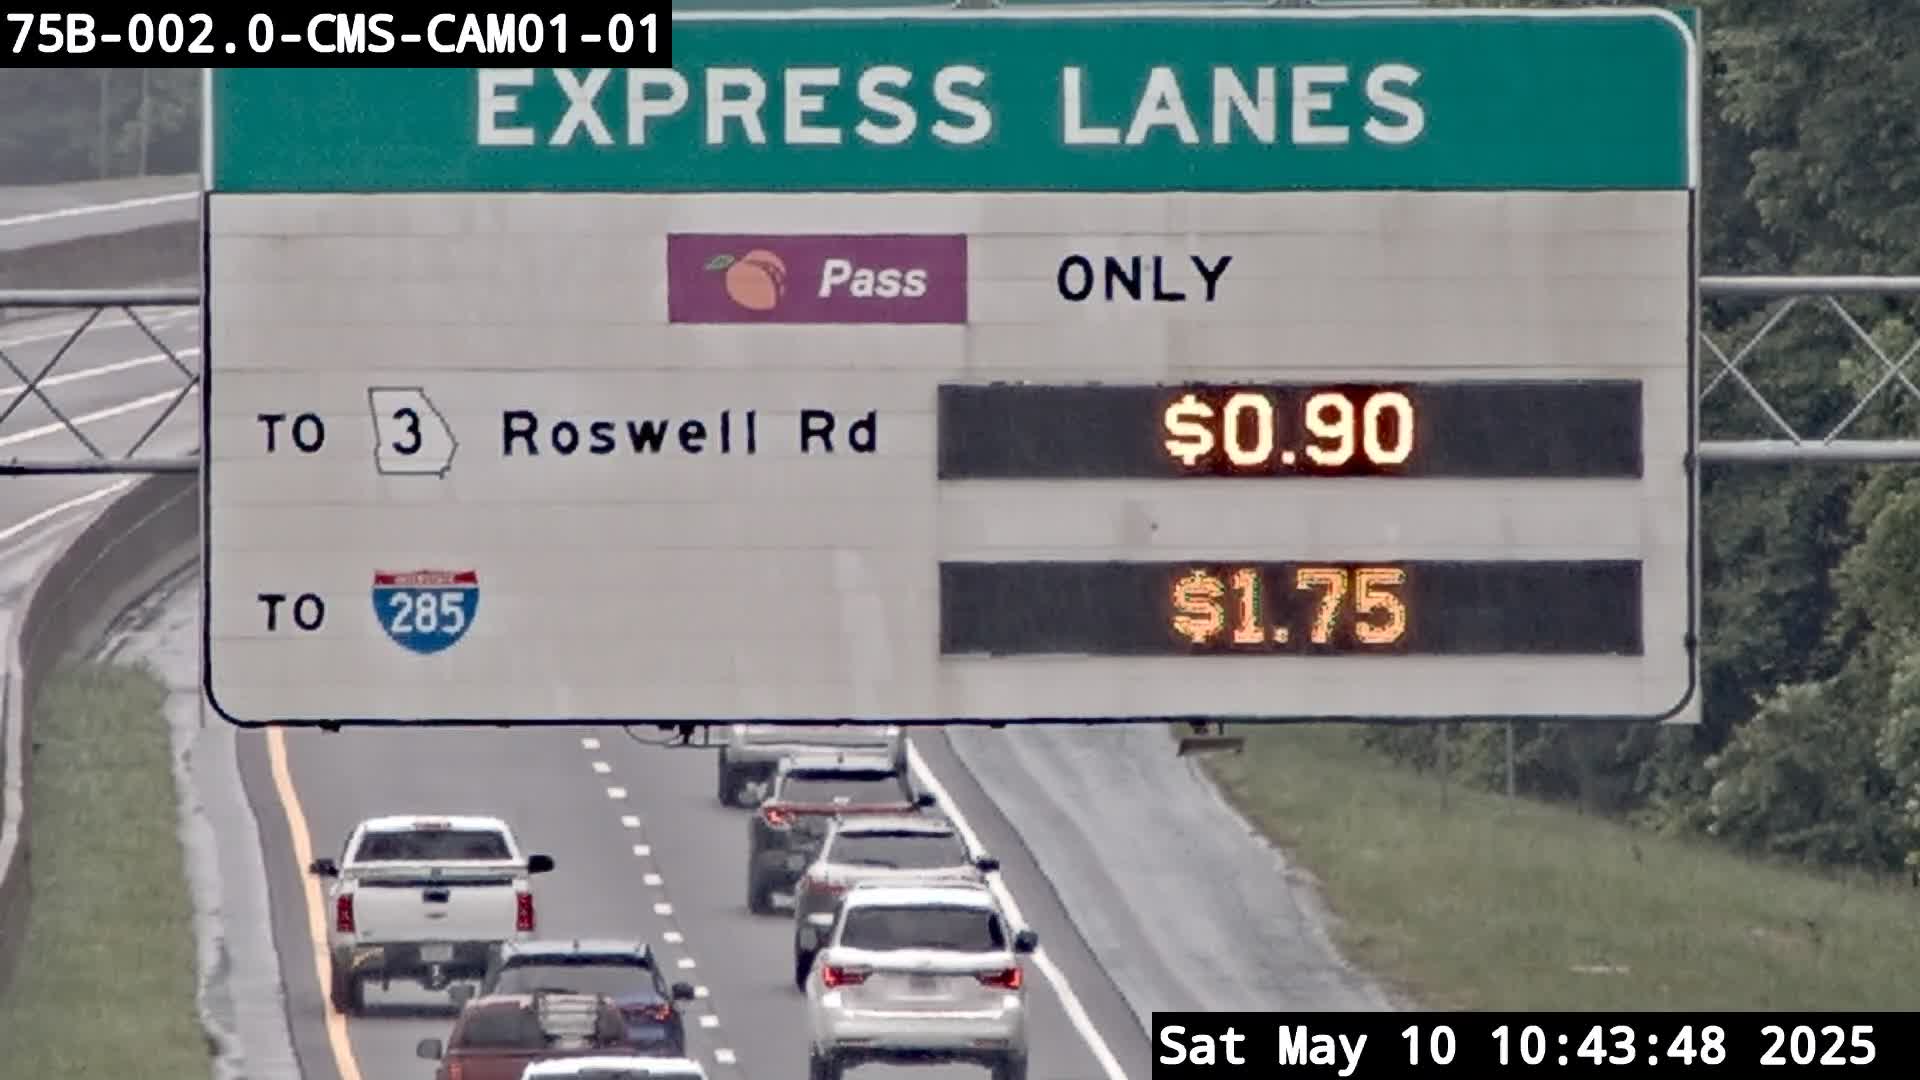 75B-002.0-CMS-CAM01-01
EXPRESS LANES
Pass ONLY
TO 3 Roswell Rd $0.90
TO 285 $1.75
Sat May 10 10:43:48 2025